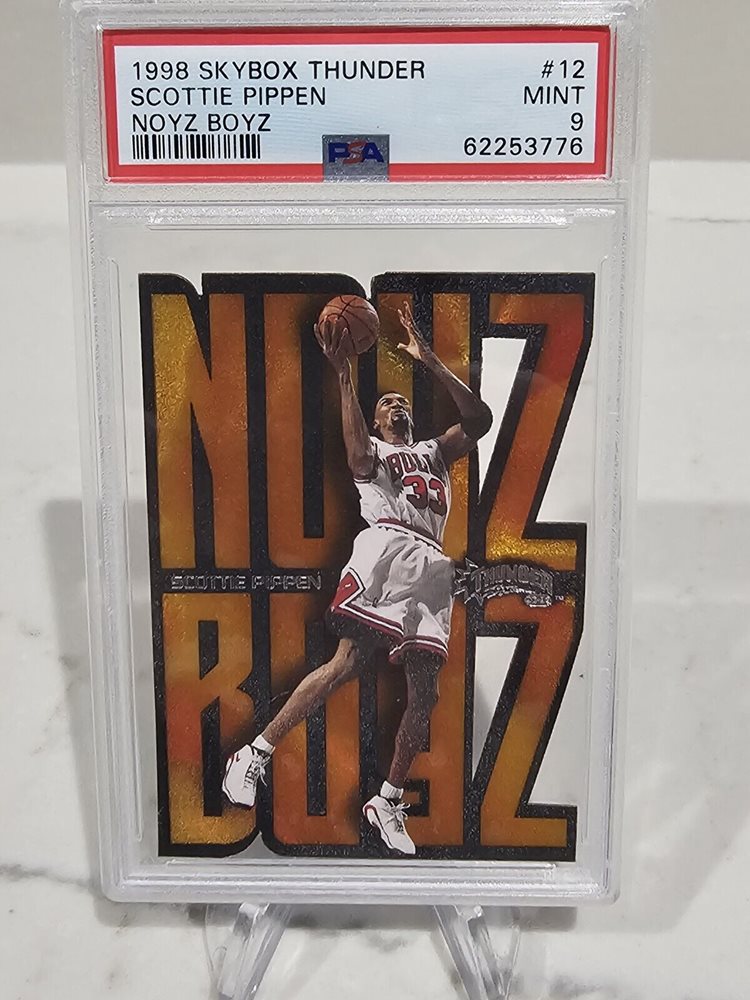 1998 SKYBOX THUNDER #12
SCOTTIE PIPPEN MINT
NOYZ BOYZ 9
PSA 62253776
NOYZ
BULLS
33
SCOTTIE PIPPEN THUNDER
BOYZ